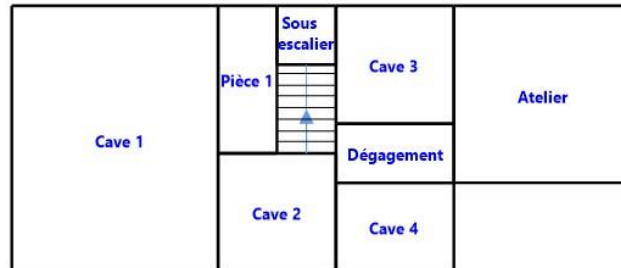 Sous
escalier
Pièce 1
Cave 3
Atelier
Cave 1
Dégagement
Cave 2
Cave 4